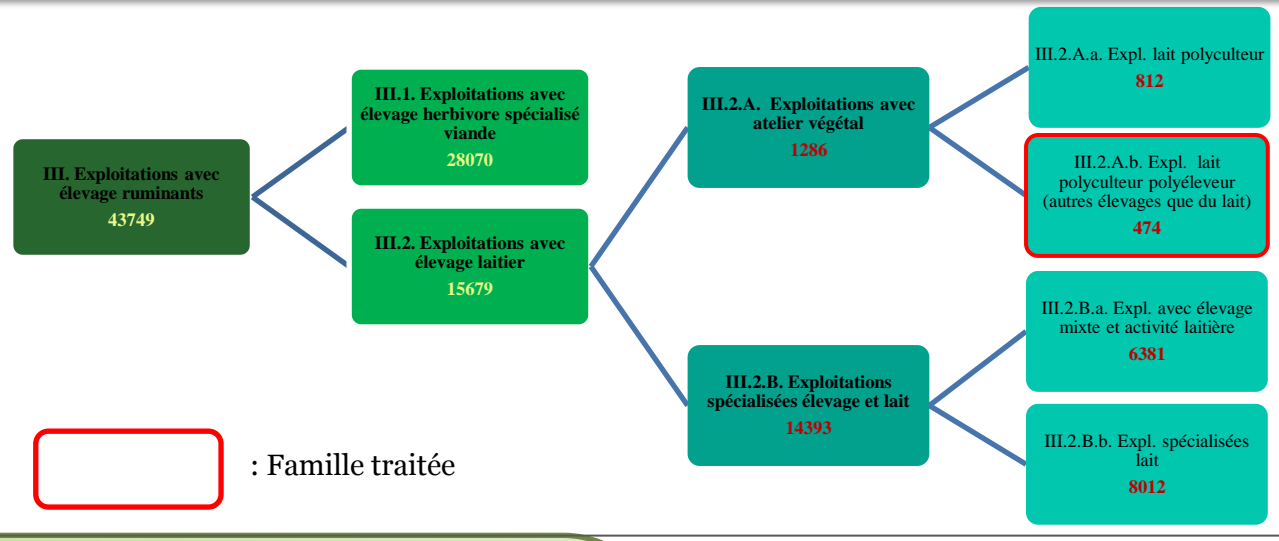 III. Exploitations avec
élevage ruminants
43749
III.1. Exploitations avec
élevage herbivore spécialisé
viande
28070
III.2. Exploitations avec
élevage laitier
15679
III.2.A. Exploitations avec
atelier végétal
1286
III.2.B. Exploitations
spécialisées élevage et lait
14393
III.2.A.a. Expl. lait polyculteur
812
III.2.A.b. Expl. lait
polyculteur polyéleveur
(autres élevages que du lait)
474
III.2.B.a. Expl. avec élevage
mixte et activité laitière
6381
III.2.B.b. Expl. spécialisées
lait
8012
: Famille traitée